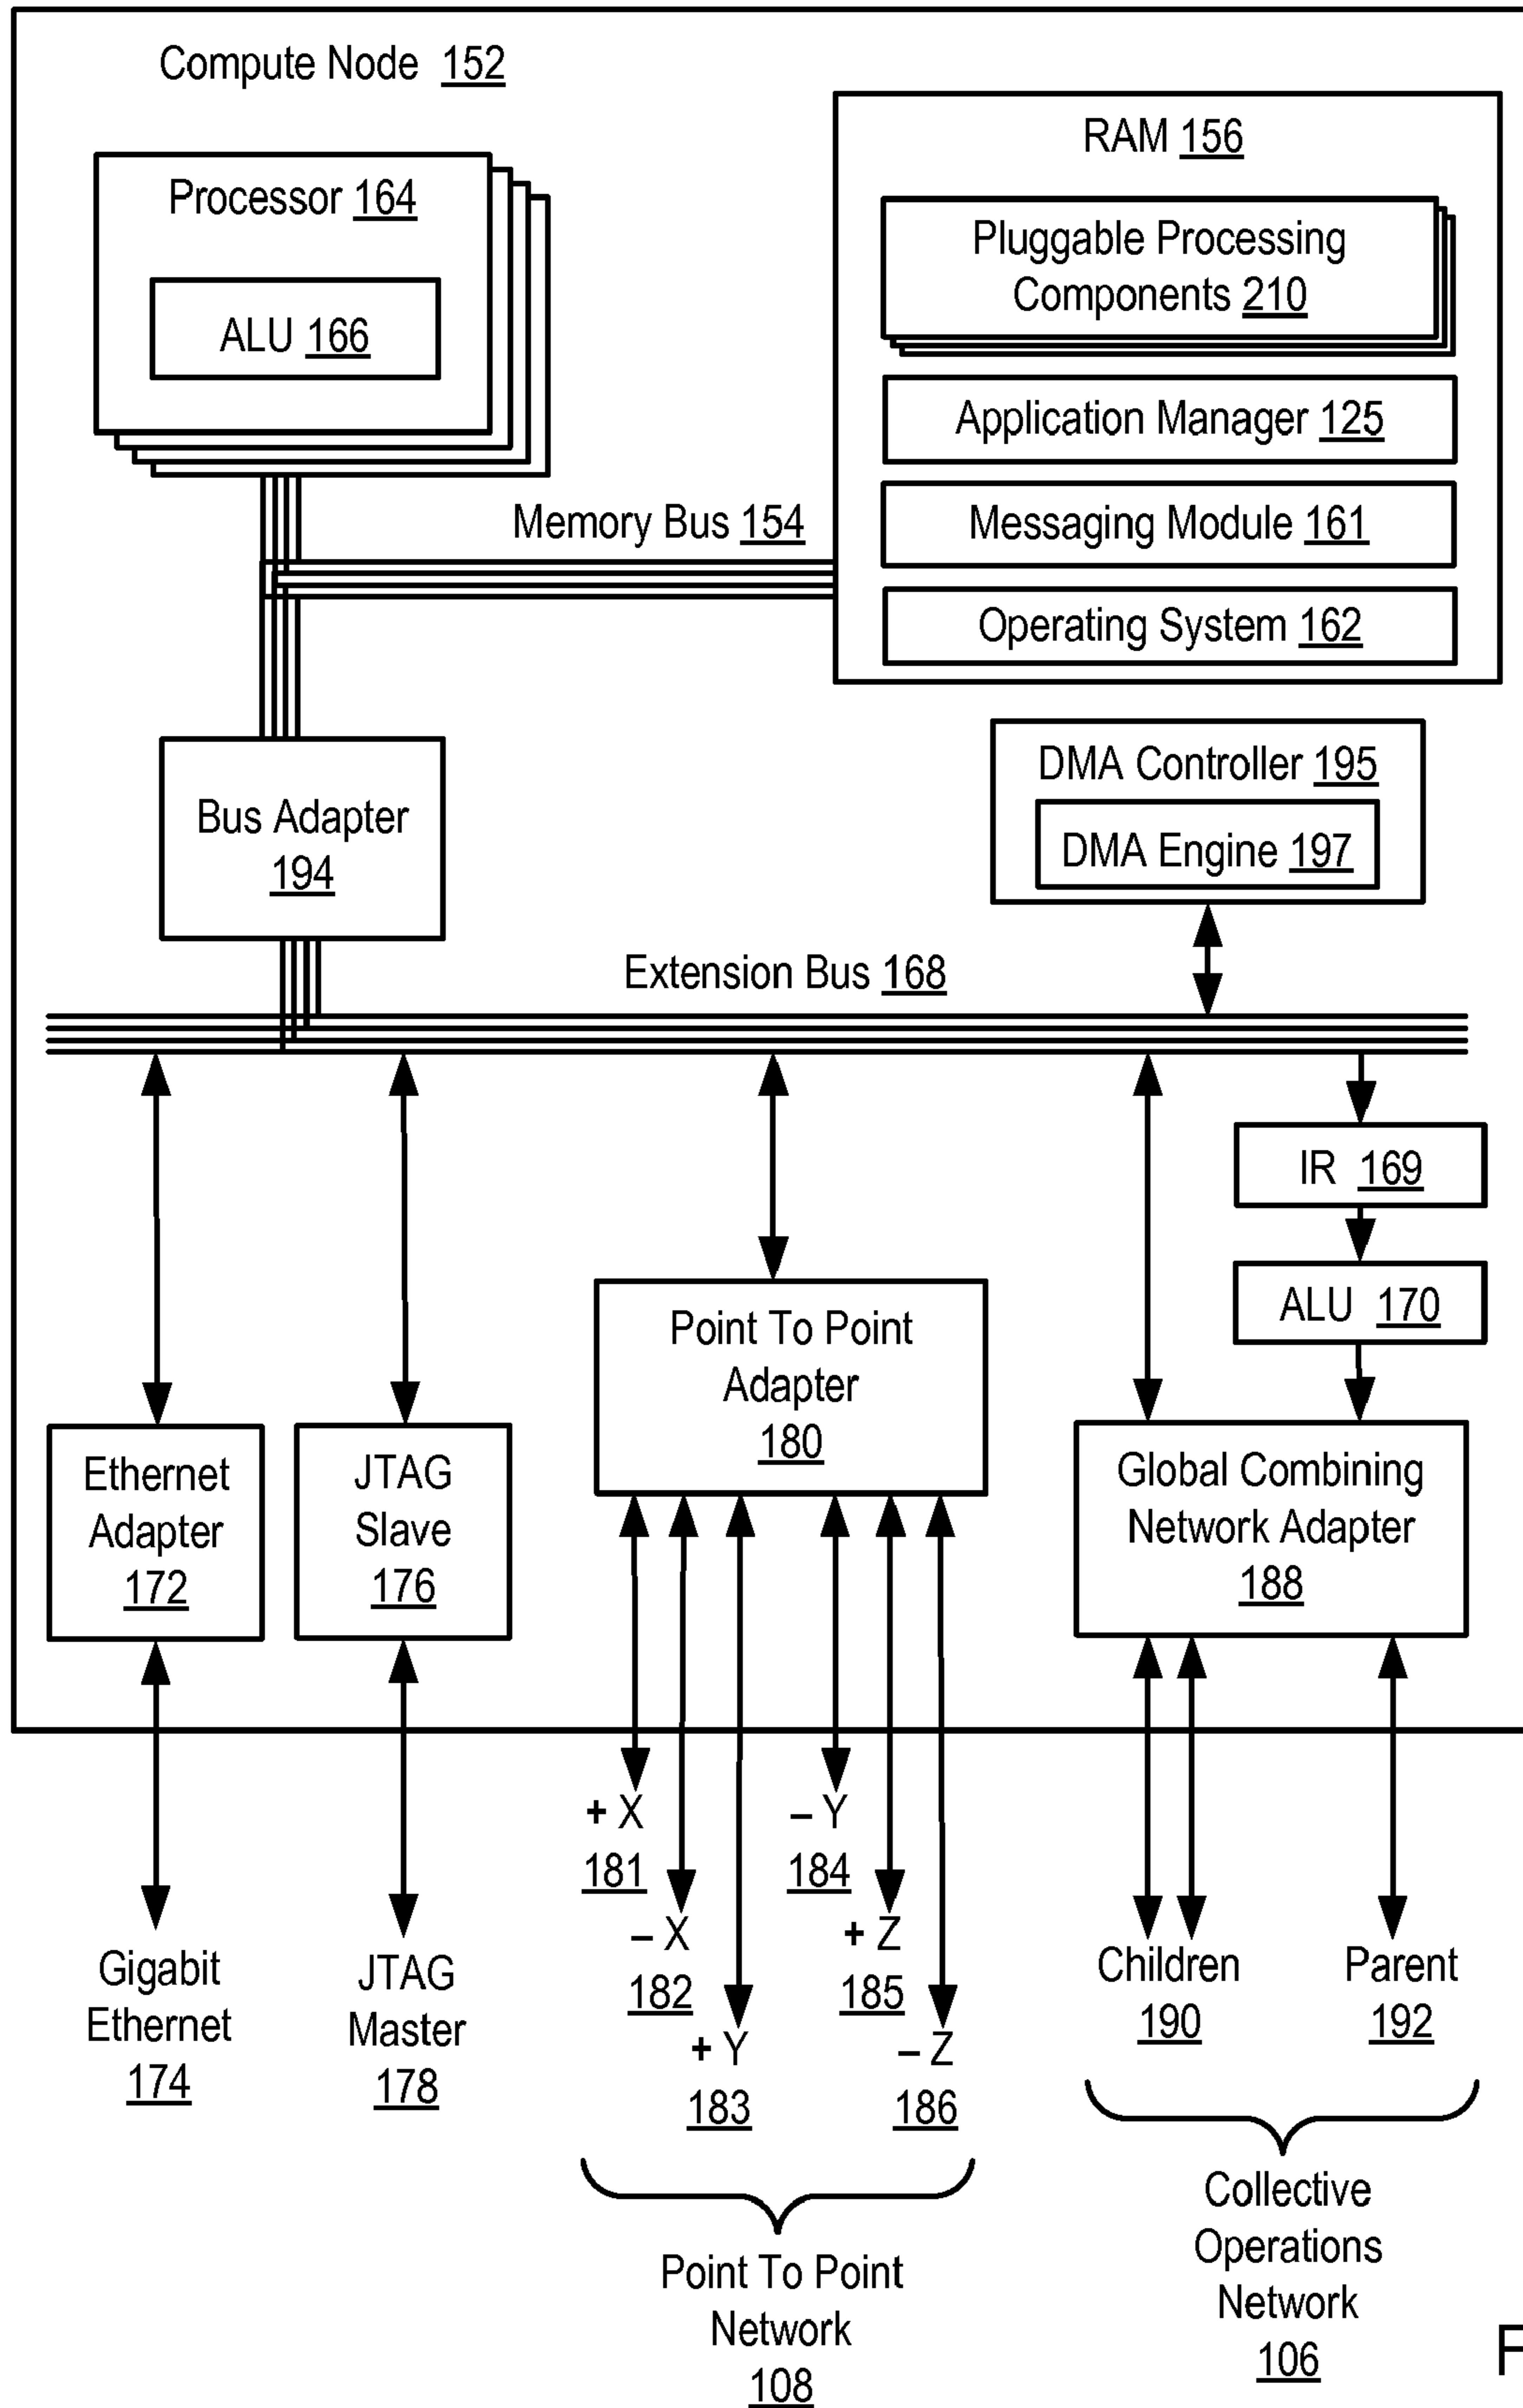 Compute Node 152
RAM 156
Processor 164
ALU 166
Pluggable Processing
Components 210
Application Manager 125
Messaging Module 161
Operating System 162
Memory Bus 154
Bus Adapter
194
DMA Controller 195
DMA Engine 197
Extension Bus 168
IR 169
ALU 170
Point To Point
Adapter
180
Ethernet
Adapter
172
JTAG
Slave
176
Global Combining
Network Adapter
188
+ X
181
– X
182
+ Y
183
– Y
184
+ Z
185
– Z
186
Gigabit
Ethernet
174
JTAG
Master
178
Children
190
Parent
192
Point To Point
Network
108
Collective
Operations
Network
106
F